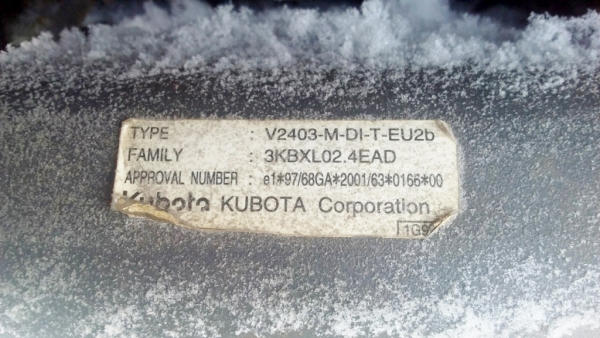 TYPE : V2403-M-DI-T-EU2b
FAMILY : 3KBXL02.4EAD
APPROVAL NUMBER : e1*97/68GA*2001/63*0166*00
Kubota KUBOTA Corporation
1G9